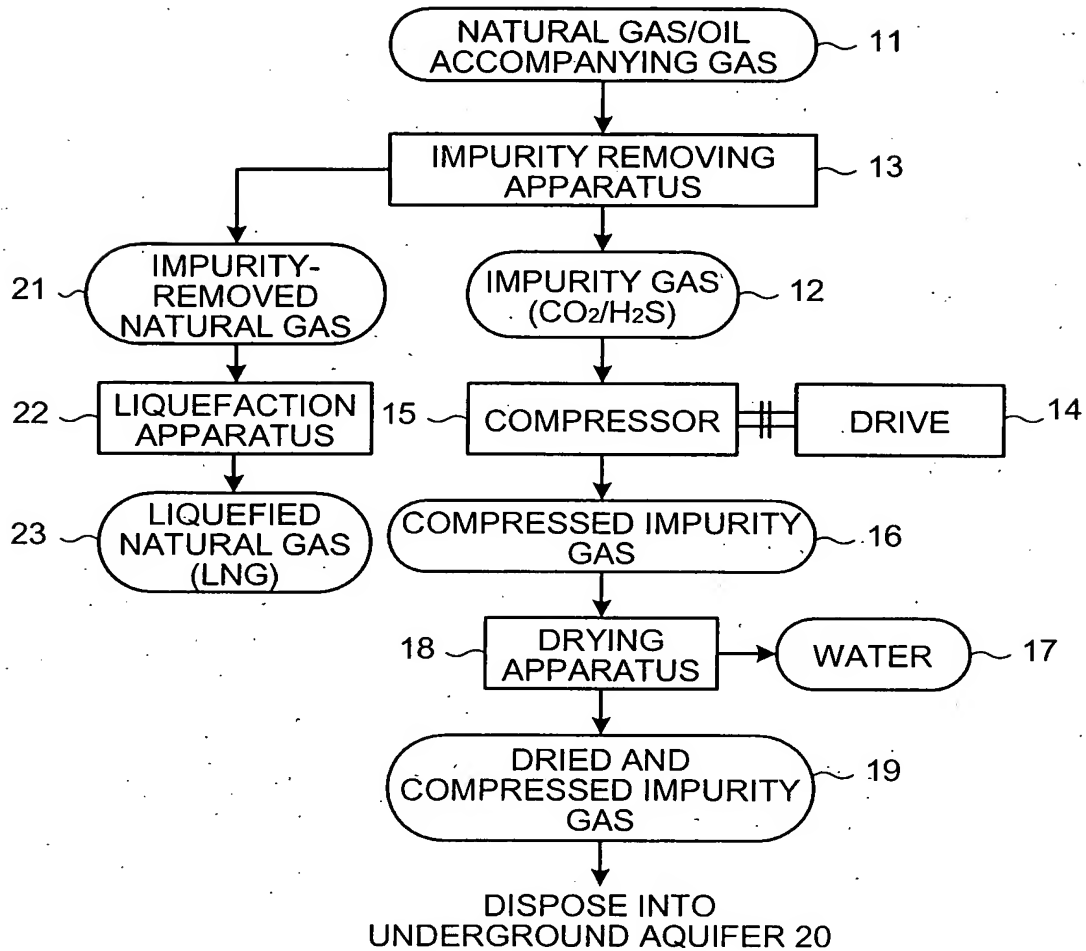 NATURAL GAS/OIL
ACCOMPANYING GAS
11
IMPURITY REMOVING
APPARATUS
13
21
IMPURITY-
REMOVED
NATURAL GAS
IMPURITY GAS
(CO2/H2S)
12
22
LIQUEFACTION
APPARATUS
15
COMPRESSOR
DRIVE
14
23
LIQUEFIED
NATURAL GAS
(LNG)
COMPRESSED IMPURITY
GAS
16
18
DRYING
APPARATUS
WATER
17
DRIED AND
COMPRESSED IMPURITY
GAS
19
DISPOSE INTO
UNDERGROUND AQUIFER 20